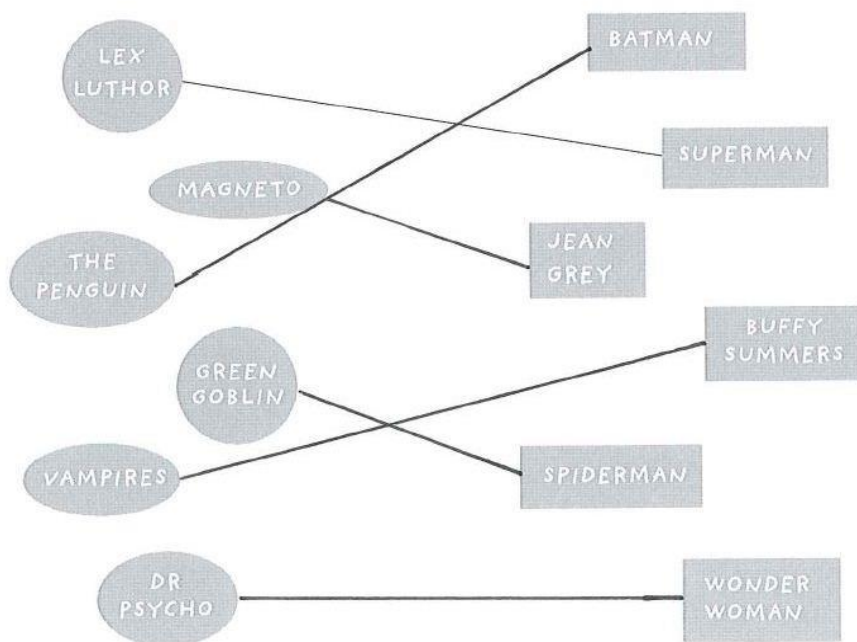 LEX
LUTHOR
BATMAN
SUPERMAN
MAGNETO
JEAN
GREY
THE
PENGUIN
BUFFY
SUMMERS
GREEN
GOBLIN
VAMPIRES
SPIDERMAN
DR
PSYCHO
WONDER
WOMAN